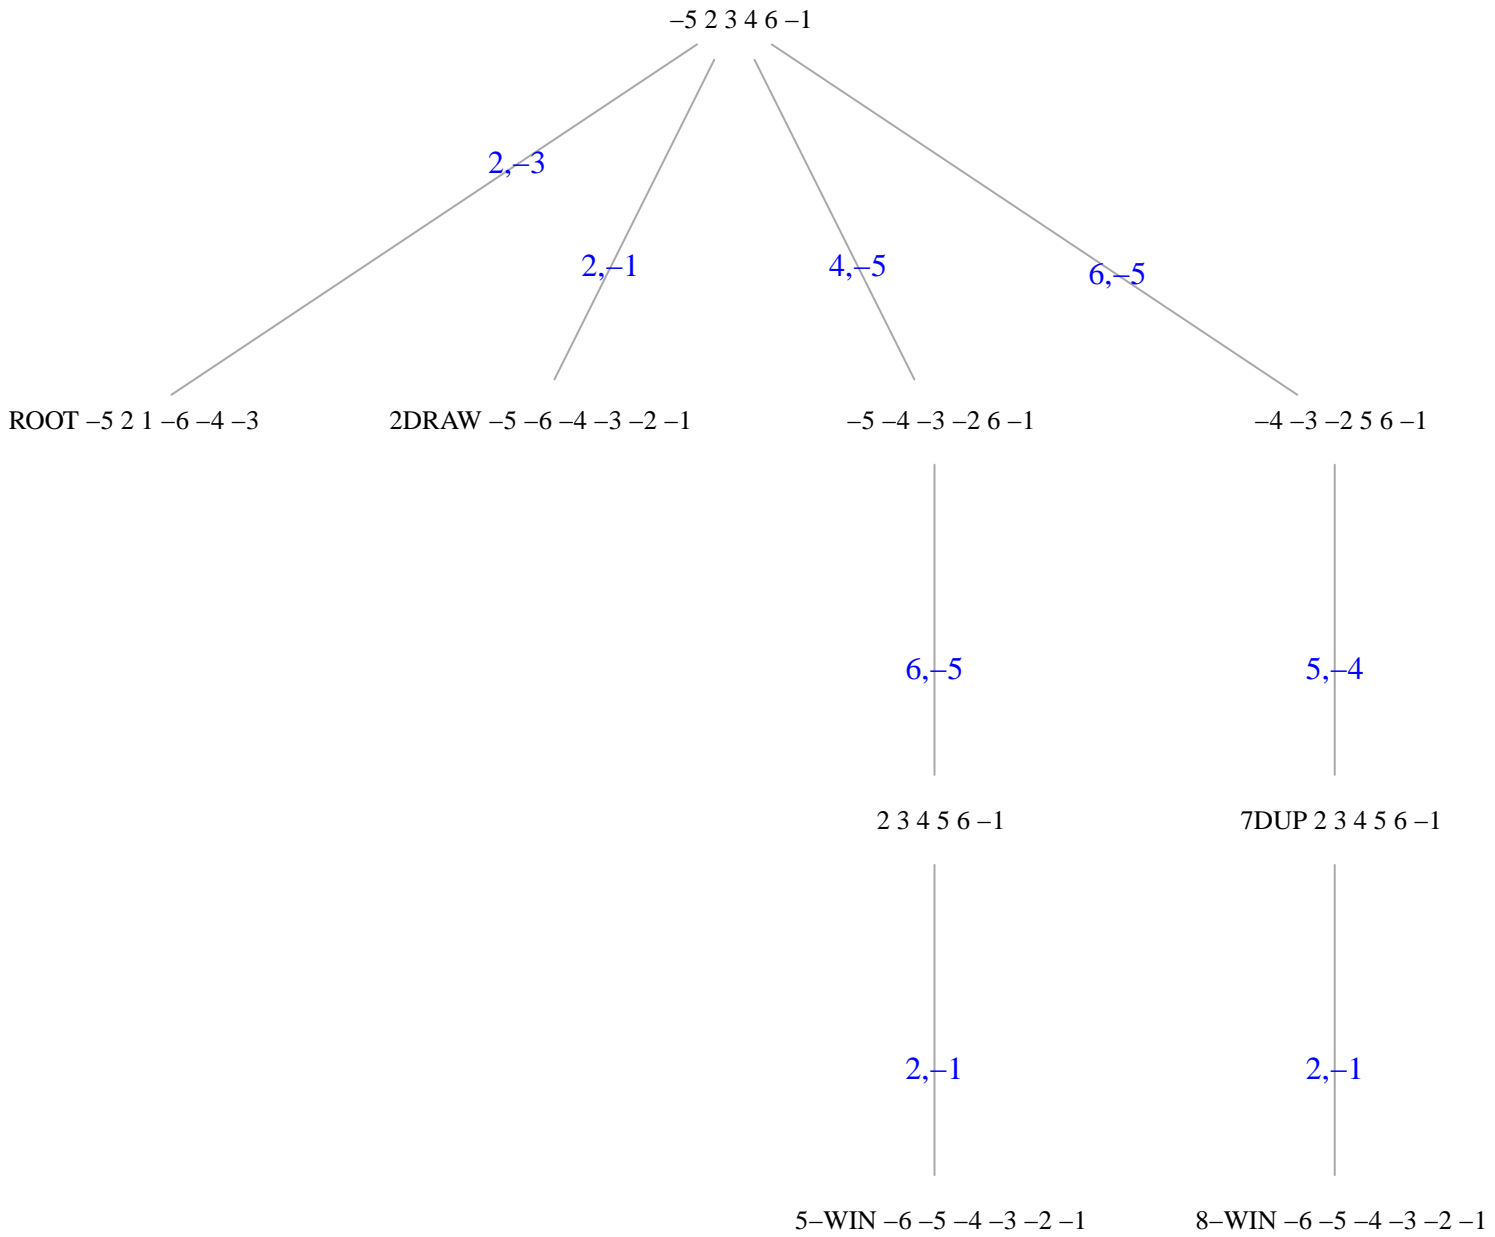 –5 2 3 4 6 –1
2,–3
2,–1
4,–5
6,–5
ROOT –5 2 1 –6 –4 –3
2DRAW –5 –6 –4 –3 –2 –1
–5 –4 –3 –2 6 –1
–4 –3 –2 5 6 –1
6,–5
5,–4
2 3 4 5 6 –1
7DUP 2 3 4 5 6 –1
2,–1
2,–1
5–WIN –6 –5 –4 –3 –2 –1
8–WIN –6 –5 –4 –3 –2 –1